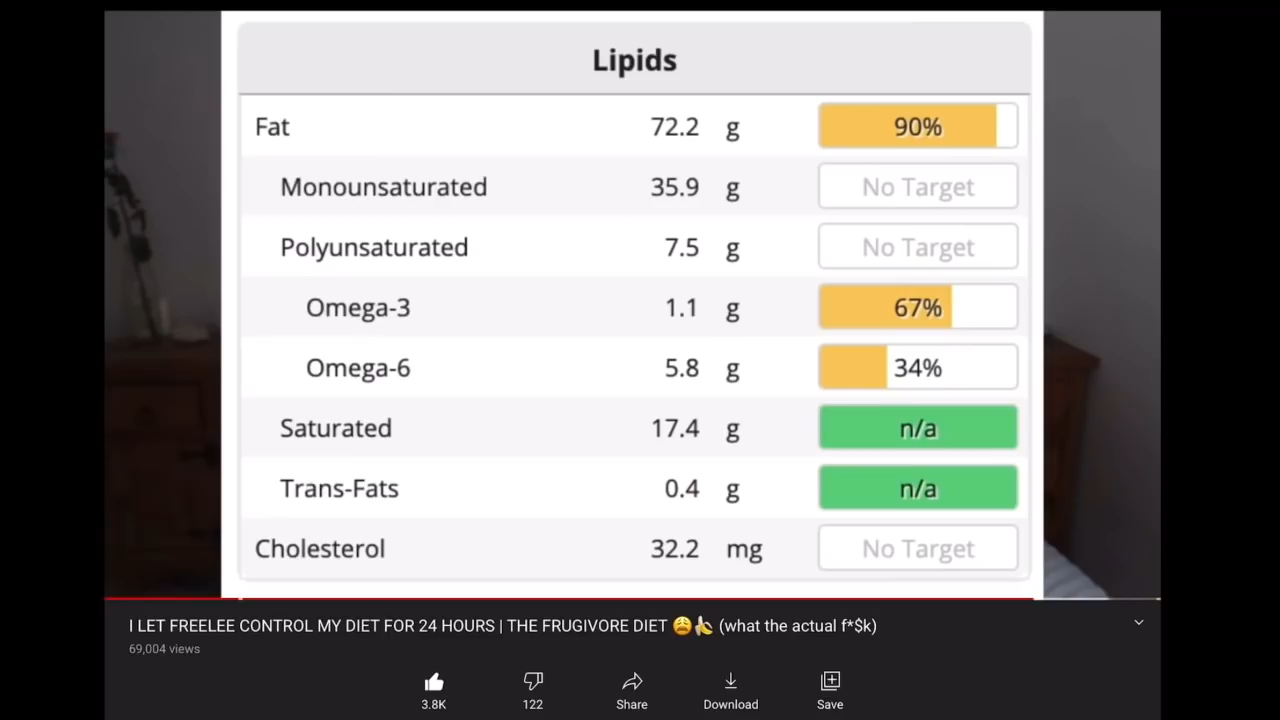 Lipids
Fat 72.2 g 90%
Monounsaturated 35.9 g No Target
Polyunsaturated 7.5 g No Target
Omega-3 1.1 g 67%
Omega-6 5.8 g 34%
Saturated 17.4 g n/a
Trans-Fats 0.4 g n/a
Cholesterol 32.2 mg No Target
I LET FREELEE CONTROL MY DIET FOR 24 HOURS | THE FRUGIVORE DIET 😩🍌 (what the actual f*$k)
69,004 views
3.8K 122 Share Download Save